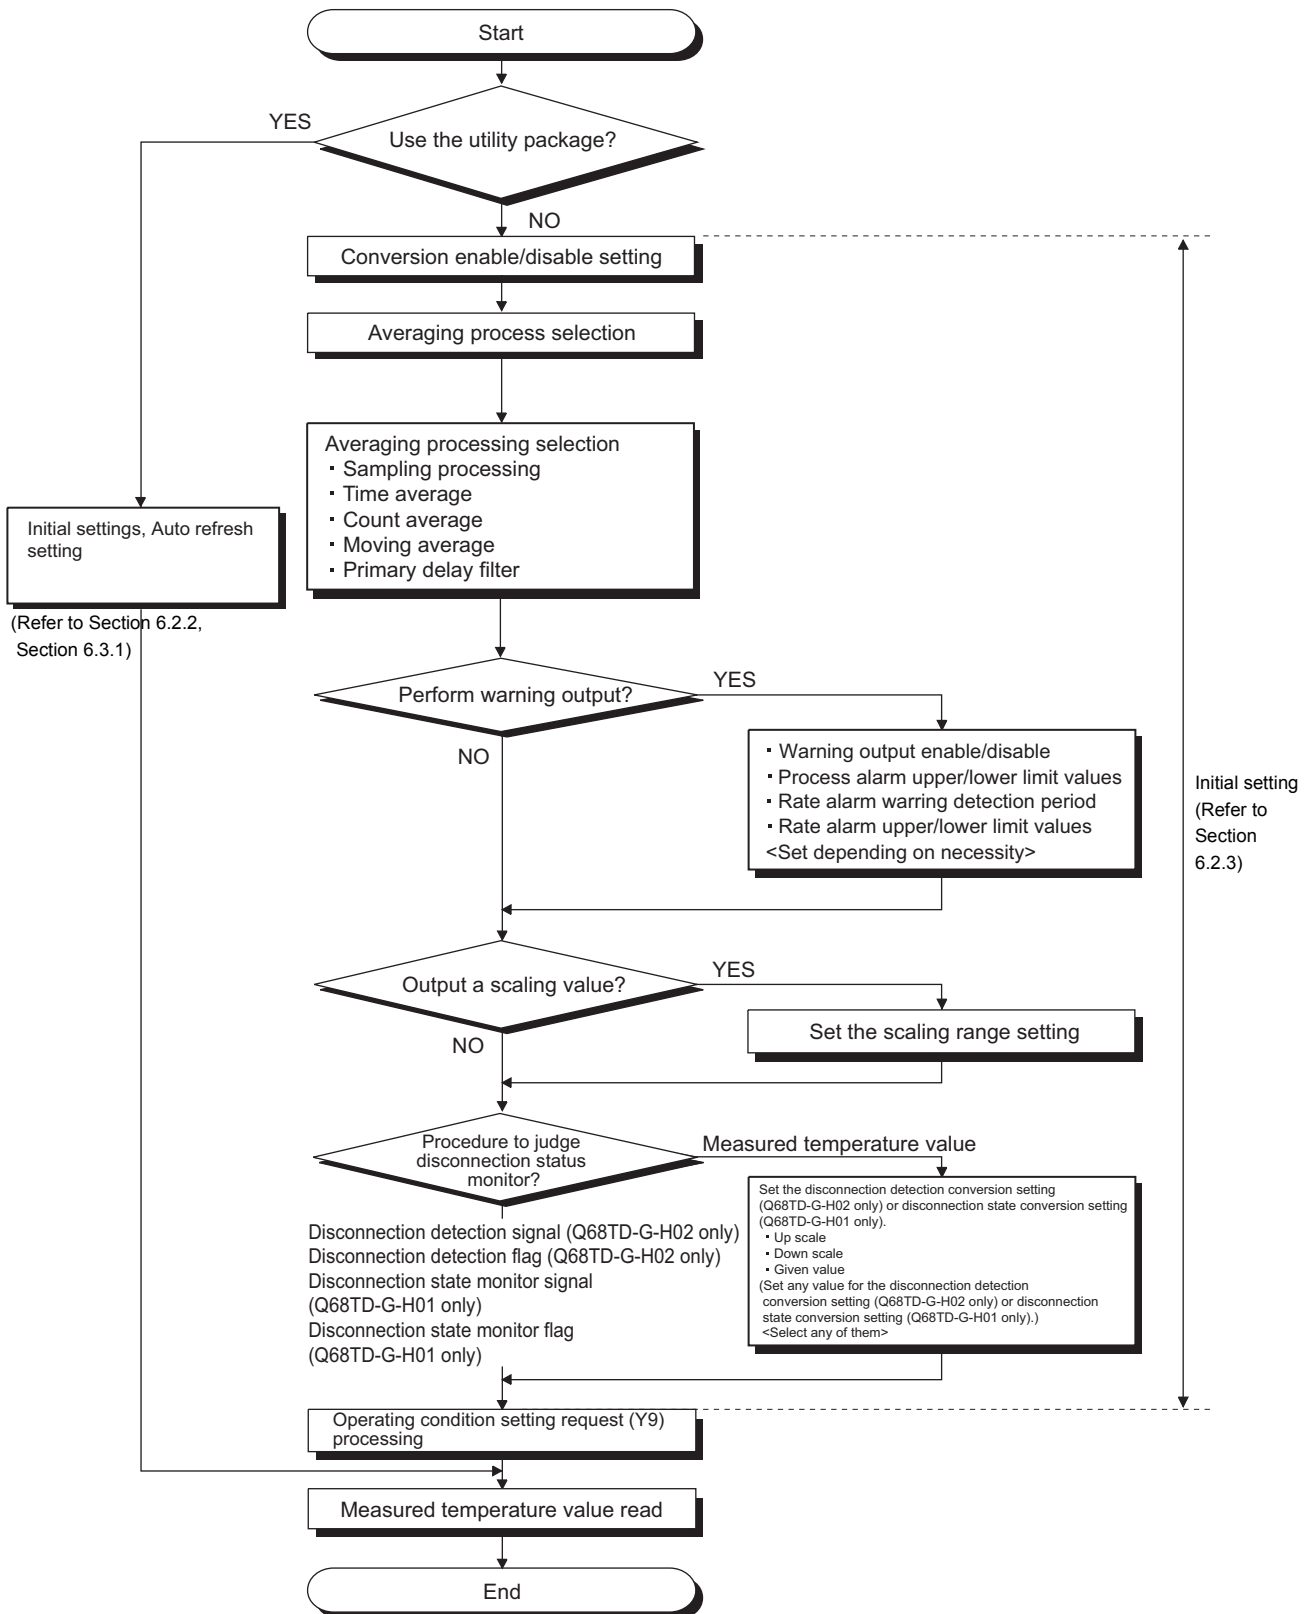 Start
YES
Use the utility package?
NO
Conversion enable/disable setting
Averaging process selection
Averaging processing selection
・Sampling processing
・Time average
・Count average
・Moving average
・Primary delay filter
Initial settings, Auto refresh
setting
(Refer to Section 6.2.2,
Section 6.3.1)
Perform warning output?
YES
NO
・Warning output enable/disable
・Process alarm upper/lower limit values
・Rate alarm warring detection period
・Rate alarm upper/lower limit values
<Set depending on necessity>
Initial setting
(Refer to
Section
6.2.3)
Output a scaling value?
YES
NO
Set the scaling range setting
Procedure to judge
disconnection status
monitor?
Measured temperature value
Set the disconnection detection conversion setting
(Q68TD-G-H02 only) or disconnection state conversion setting
(Q68TD-G-H01 only).
・Up scale
・Down scale
・Given value
(Set any value for the disconnection detection
conversion setting (Q68TD-G-H02 only) or disconnection
state conversion setting (Q68TD-G-H01 only).)
<Select any of them>
Disconnection detection signal (Q68TD-G-H02 only)
Disconnection detection flag (Q68TD-G-H02 only)
Disconnection state monitor signal
(Q68TD-G-H01 only)
Disconnection state monitor flag
(Q68TD-G-H01 only)
Operating condition setting request (Y9)
processing
Measured temperature value read
End